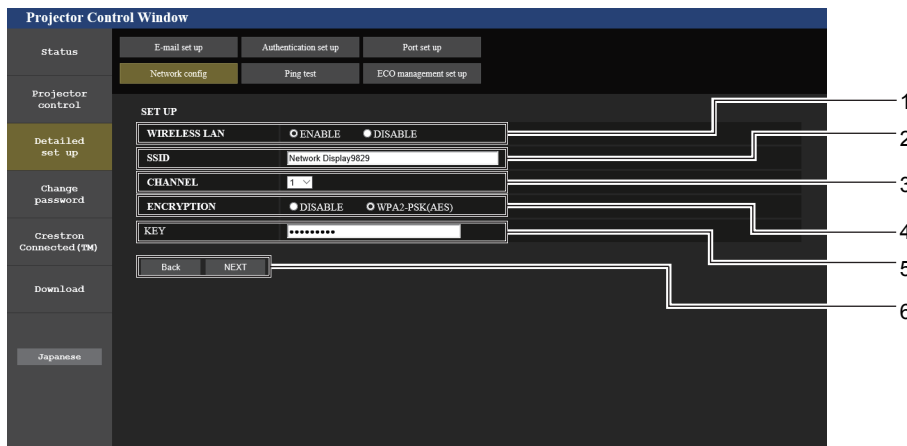 Projector Control Window
Status
E-mail set up Authentication set up Port set up
Network config Ping test ECO management set up
Projector
control
Detailed
set up
Change
password
Crestron
Connected(TM)
Download
Japanese
SET UP
WIRELESS LAN ENABLE DISABLE
SSID Network Display9829
CHANNEL 1
ENCRYPTION DISABLE WPA2-PSK(AES)
KEY •••••••••
Back NEXT
1
2
3
4
5
6